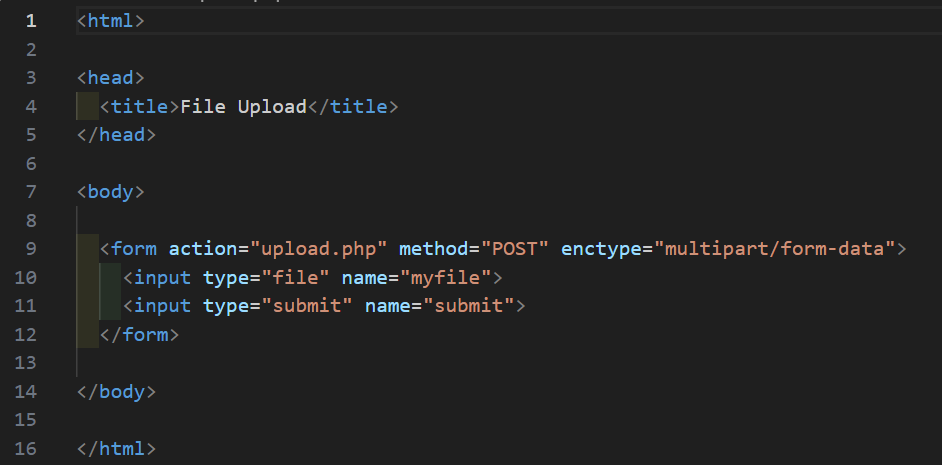 1 <html>
2
3 <head>
4 <title>File Upload</title>
5 </head>
6
7 <body>
8
9 <form action="upload.php" method="POST" enctype="multipart/form-data">
10 <input type="file" name="myfile">
11 <input type="submit" name="submit">
12 </form>
13
14 </body>
15
16 </html>